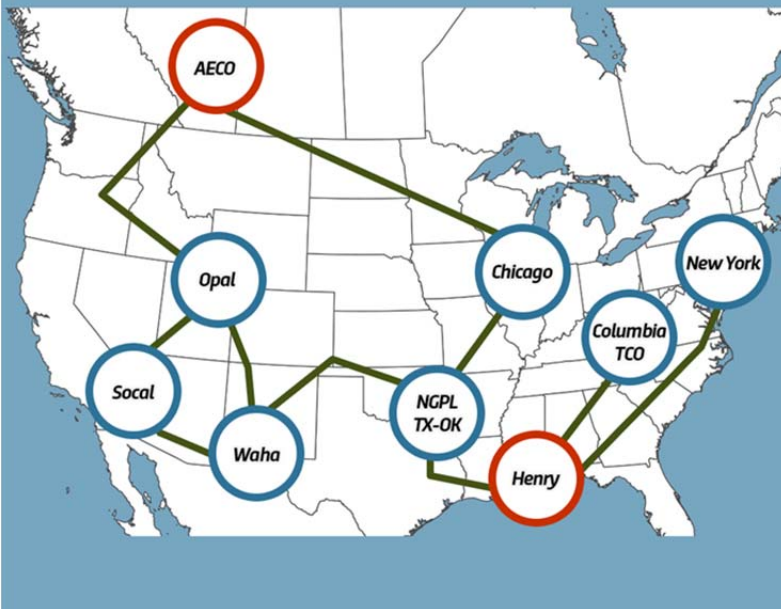 AECO
Opal
Chicago
New York
Columbia
TCO
Socal
NGPL
TX-OK
Waha
Henry